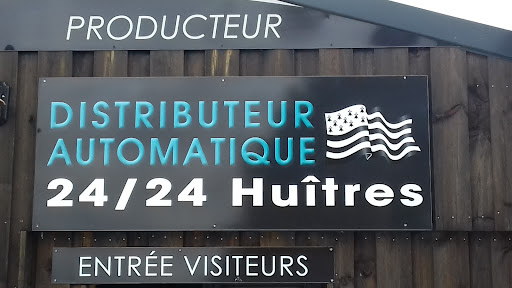 PRODUCTEUR
DISTRIBUTEUR
AUTOMATIQUE
24/24 Huîtres
ENTRÉE VISITEURS